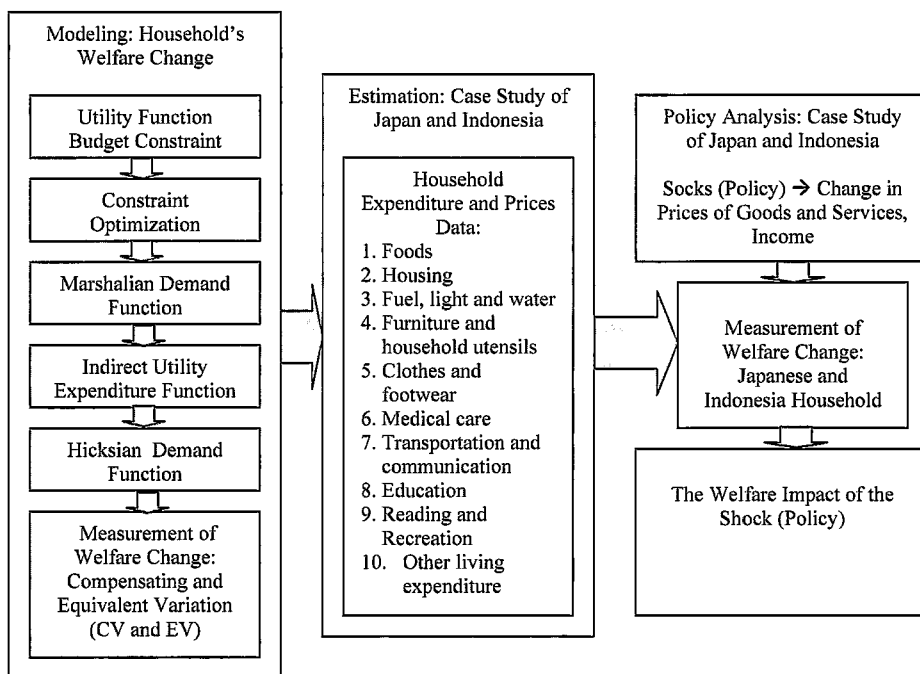 Modeling: Household's
Welfare Change
Utility Function
Budget Constraint
Constraint
Optimization
Marshalian Demand
Function
Indirect Utility
Expenditure Function
Hicksian Demand
Function
Measurement of
Welfare Change:
Compensating and
Equivalent Variation
(CV and EV)
Estimation: Case Study of
Japan and Indonesia
Household
Expenditure and Prices
Data:
1. Foods
2. Housing
3. Fuel, light and water
4. Furniture and
household utensils
5. Clothes and
footwear
6. Medical care
7. Transportation and
communication
8. Education
9. Reading and
Recreation
10. Other living
expenditure
Policy Analysis: Case Study
of Japan and Indonesia
Socks (Policy) → Change in
Prices of Goods and Services,
Income
Measurement of
Welfare Change:
Japanese and
Indonesia Household
The Welfare Impact of the
Shock (Policy)